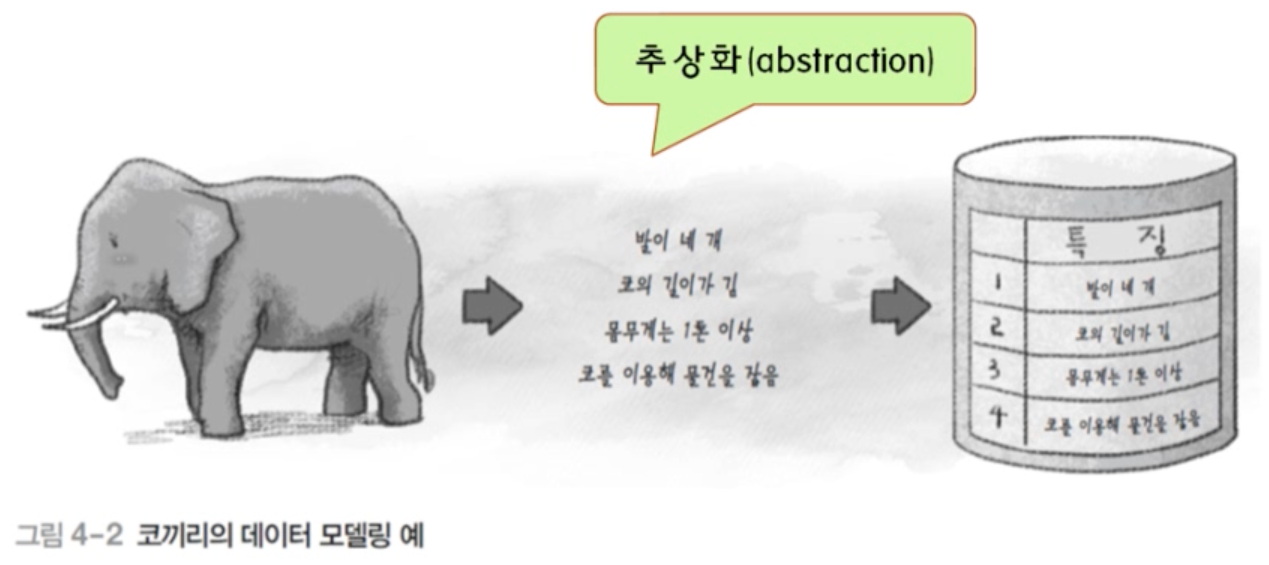 추상화(abstraction)
발이 네 개
코의 길이가 김
몸무게는 1톤 이상
코를 이용해 물건을 잡음
특 징
1 발이 네 개
2 코의 길이가 김
3 몸무게는 1톤 이상
4 코를 이용해 물건을 잡음
그림 4-2 코끼리의 데이터 모델링 예